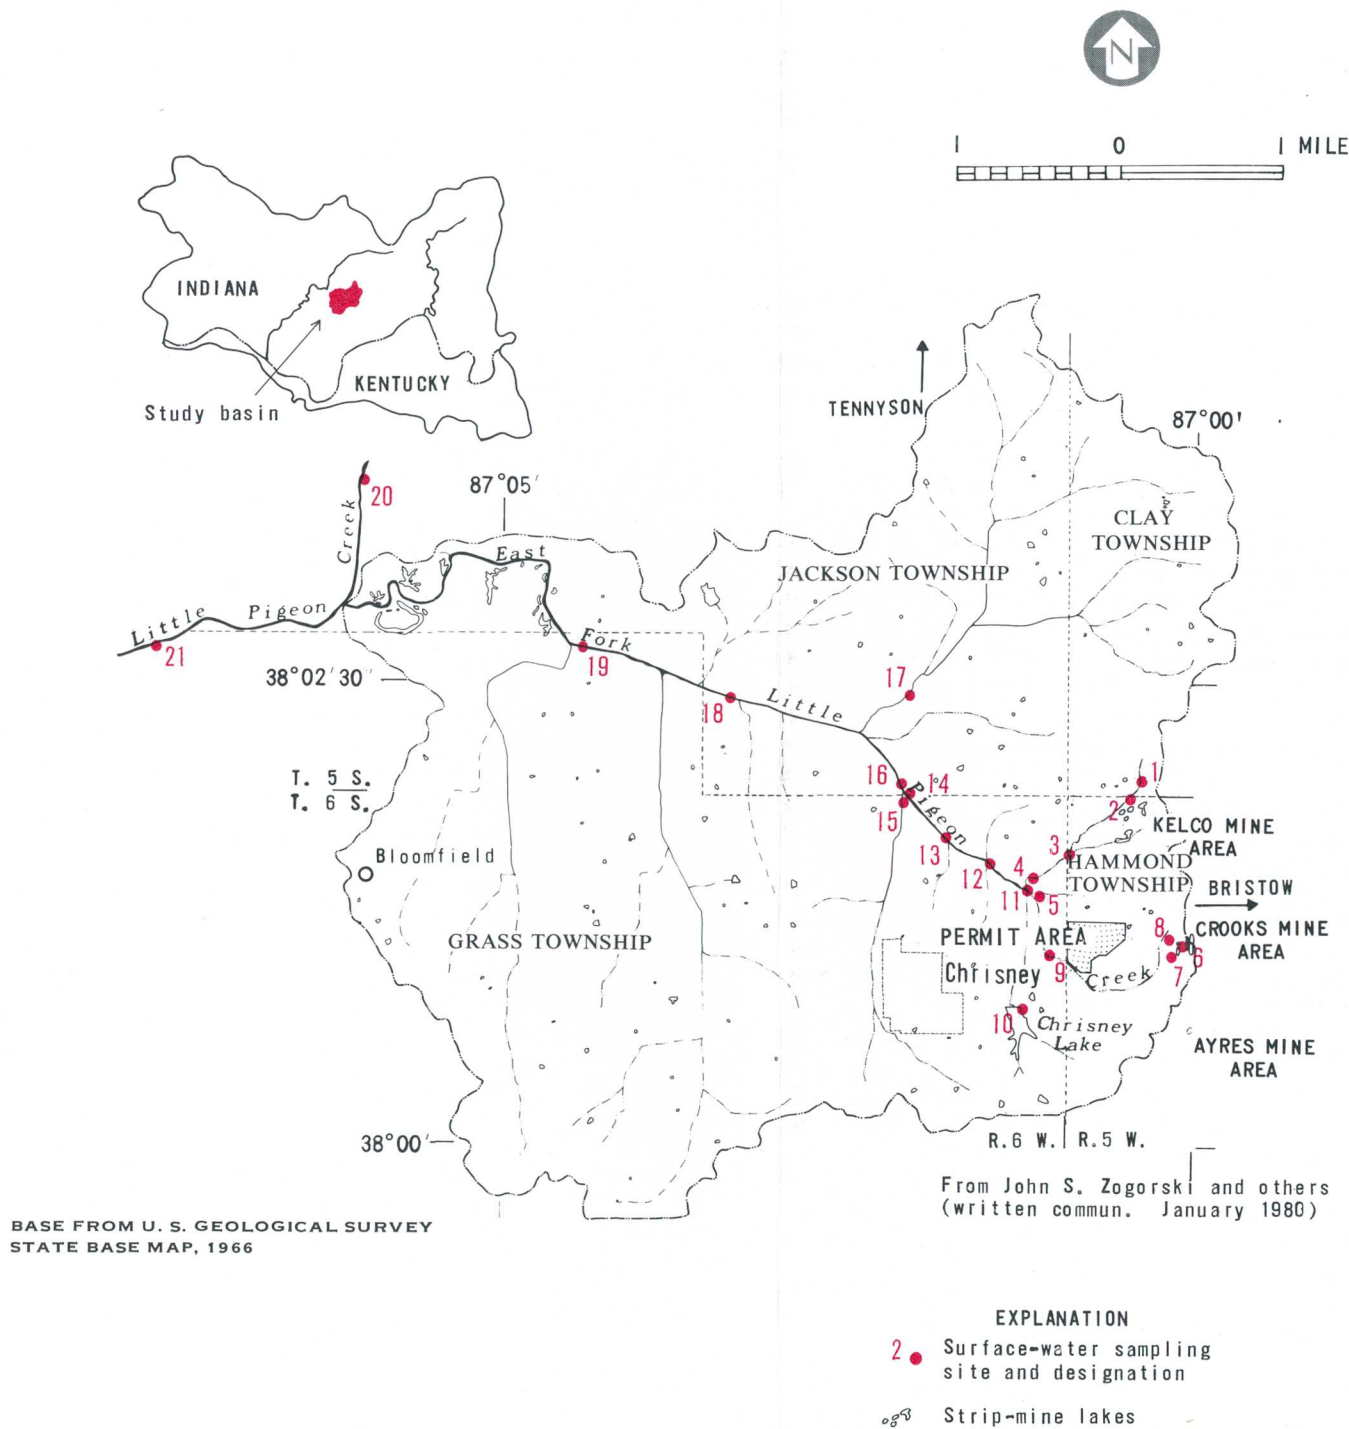 N
1 0 1 MILE
INDIANA
KENTUCKY
Study basin
TENNYSON
87°00'
20
87°05'
Creek
East
CLAY
TOWNSHIP
JACKSON TOWNSHIP
Little Pigeon
21
Fork
19
38°02'30"
17
18
Little
T. 5 S.
T. 6 S.
16
14
1
Pigeon
15
2
KELCO MINE
AREA
13
3
Bloomfield
12
4
HAMMOND
TOWNSHIP
11
5
BRISTOW
GRASS TOWNSHIP
PERMIT AREA
8
CROOKS MINE
AREA
6
Chrisney
9
Creek
7
10
Chrisney
Lake
AYRES MINE
AREA
38°00'
R.6 W. R.5 W.
From John S. Zogorski and others
(written commun. January 1980)
BASE FROM U. S. GEOLOGICAL SURVEY
STATE BASE MAP, 1966
EXPLANATION
2 Surface-water sampling
site and designation
Strip-mine lakes